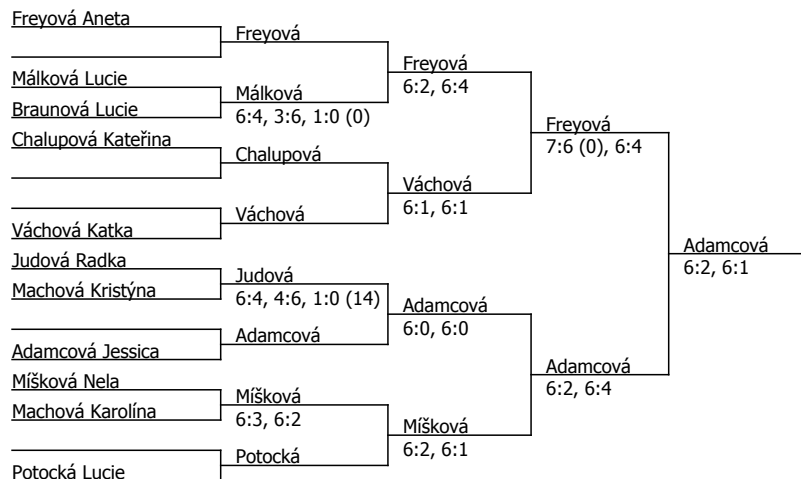 Freyová Aneta
Málková Lucie
Braunová Lucie
Chalupová Kateřina
Váchová Katka
Judová Radka
Machová Kristýna
Adamcová Jessica
Míšková Nela
Machová Karolína
Potocká Lucie
Freyová
Málková
6:4, 3:6, 1:0 (0)
Chalupová
Váchová
Judová
6:4, 4:6, 1:0 (14)
Adamcová
Míšková
6:3, 6:2
Potocká
Freyová
6:2, 6:4
Váchová
6:1, 6:1
Adamcová
6:0, 6:0
Míšková
6:2, 6:1
Freyová
7:6 (0), 6:4
Adamcová
6:2, 6:4
Adamcová
6:2, 6:1